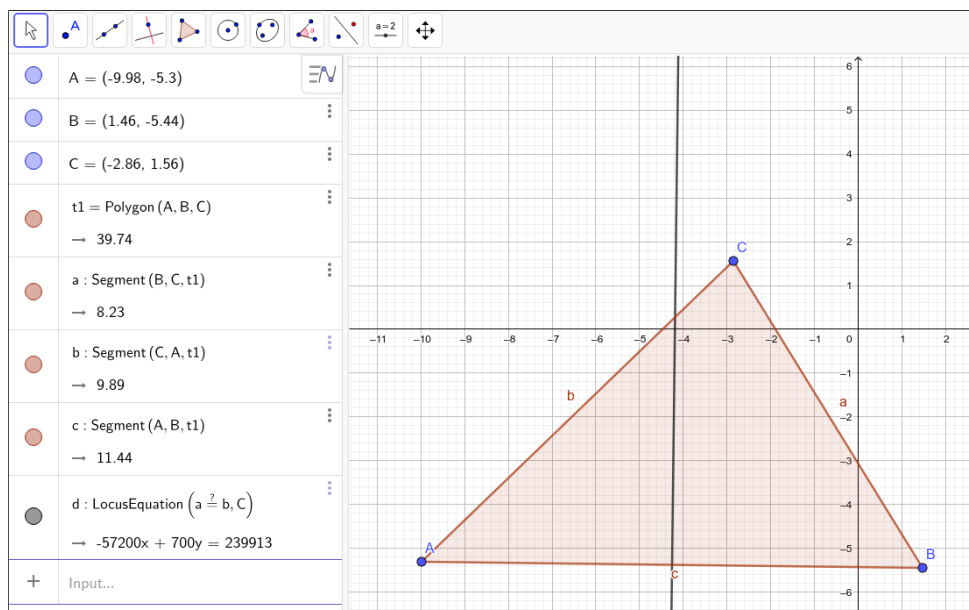 A
a=2
A = (-9.98, -5.3)
B = (1.46, -5.44)
C = (-2.86, 1.56)
t1 = Polygon (A, B, C)
→ 39.74
a : Segment (B, C, t1)
→ 8.23
b : Segment (C, A, t1)
→ 9.89
c : Segment (A, B, t1)
→ 11.44
d : LocusEquation (a ≟ b, C)
→ -57200x + 700y = 239913
+ Input...
6
5
4
3
2
C
1
−11 −10 −9 −8 −7 −6 −5 −4 −3 −2 −1 0 1 2
−1
b
a
−2
−3
−4
−5
A
B
c
−6